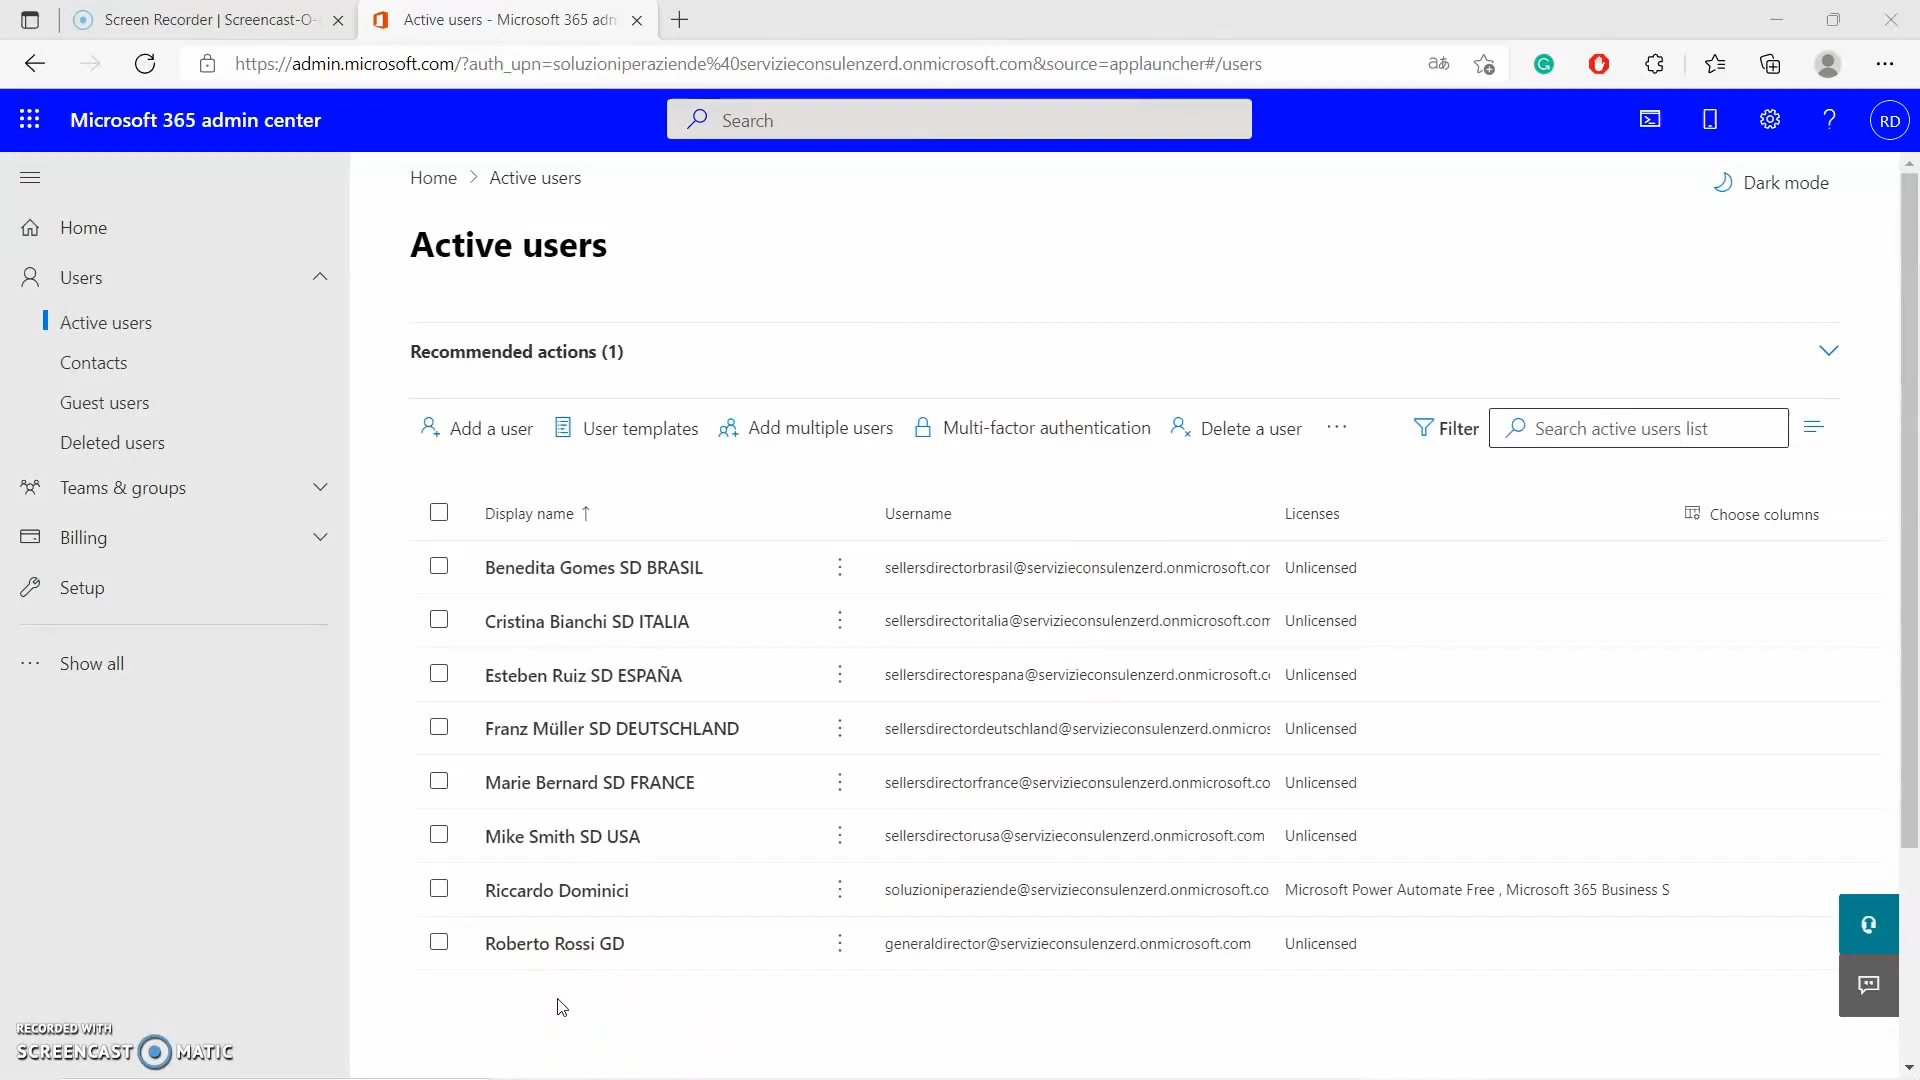 Screen Recorder | Screencast-O-
Active users - Microsoft 365 adn
https://admin.microsoft.com/?auth_upn=soluzioniperaziende%40servizieconsulenzerd.onmicrosoft.com&source=applauncher#/users
aあ
Microsoft 365 admin center
Search
RD
Home
Users
Active users
Contacts
Guest users
Deleted users
Teams & groups
Billing
Setup
Show all
Home > Active users
Dark mode
Active users
Recommended actions (1)
Add a user
User templates
Add multiple users
Multi-factor authentication
Delete a user
Filter
Search active users list
Display name ↑ Username Licenses Choose columns
Benedita Gomes SD BRASIL sellersdirectorbrasil@servizieconsulenzerd.onmicrosoft.cor Unlicensed
Cristina Bianchi SD ITALIA sellersdirectoritalia@servizieconsulenzerd.onmicrosoft.com Unlicensed
Esteben Ruiz SD ESPAÑA sellersdirectorespana@servizieconsulenzerd.onmicrosoft.c Unlicensed
Franz Müller SD DEUTSCHLAND sellersdirectordeutschland@servizieconsulenzerd.onmicros Unlicensed
Marie Bernard SD FRANCE sellersdirectorfrance@servizieconsulenzerd.onmicrosoft.co Unlicensed
Mike Smith SD USA sellersdirectorusa@servizieconsulenzerd.onmicrosoft.com Unlicensed
Riccardo Dominici soluzioniperaziende@servizieconsulenzerd.onmicrosoft.co Microsoft Power Automate Free , Microsoft 365 Business S
Roberto Rossi GD generaldirector@servizieconsulenzerd.onmicrosoft.com Unlicensed
RECORDED WITH
SCREENCAST MATIC